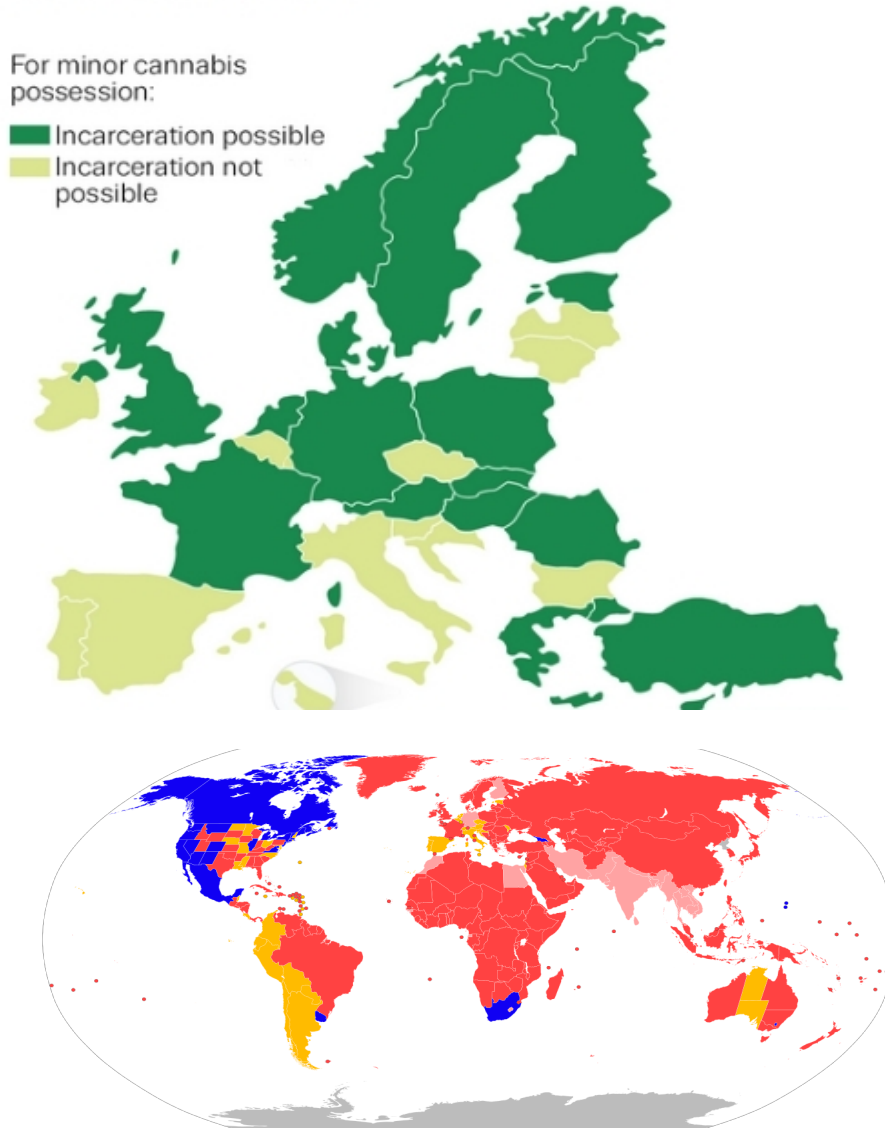 For minor cannabis
possession:
Incarceration possible
Incarceration not
possible